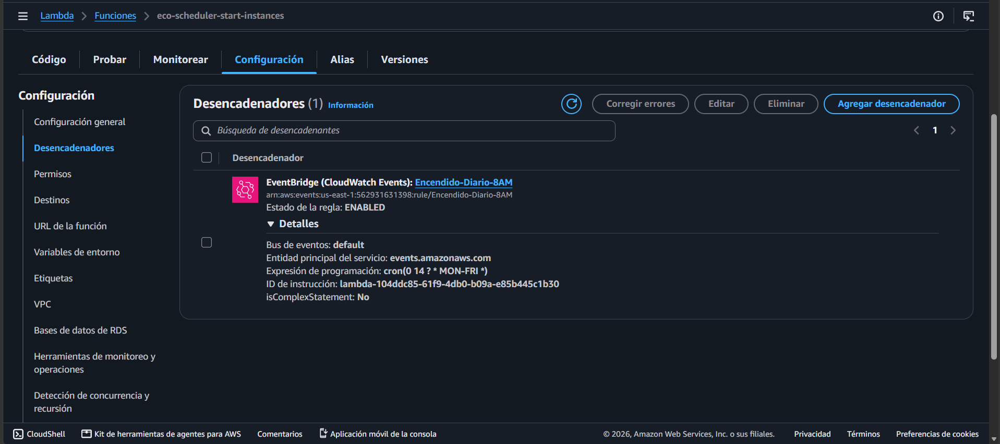 Lambda > Funciones > eco-scheduler-start-instances
Código
Probar
Monitorear
Configuración
Alias
Versiones
Configuración
Configuración general
Desencadenadores
Permisos
Destinos
URL de la función
Variables de entorno
Etiquetas
VPC
Bases de datos de RDS
Herramientas de monitoreo y
operaciones
Detección de concurrencia y
recursión
Desencadenadores (1) Información
Corregir errores
Editar
Eliminar
Agregar desencadenador
Búsqueda de desencadenantes
1
Desencadenador
EventBridge (CloudWatch Events): Encendido-Diario-8AM
arn:aws:events:us-east-1:562931631398:rule/Encendido-Diario-8AM
Estado de la regla: ENABLED
Detalles
Bus de eventos: default
Entidad principal del servicio: events.amazonaws.com
Expresión de programación: cron(0 14 ? * MON-FRI *)
ID de instrucción: lambda-104ddc85-61f9-4db0-b09a-e85b445c1b30
isComplexStatement: No
CloudShell
Kit de herramientas de agentes para AWS
Comentarios
Aplicación móvil de la consola
© 2026, Amazon Web Services, Inc. o sus filiales.
Privacidad
Términos
Preferencias de cookies